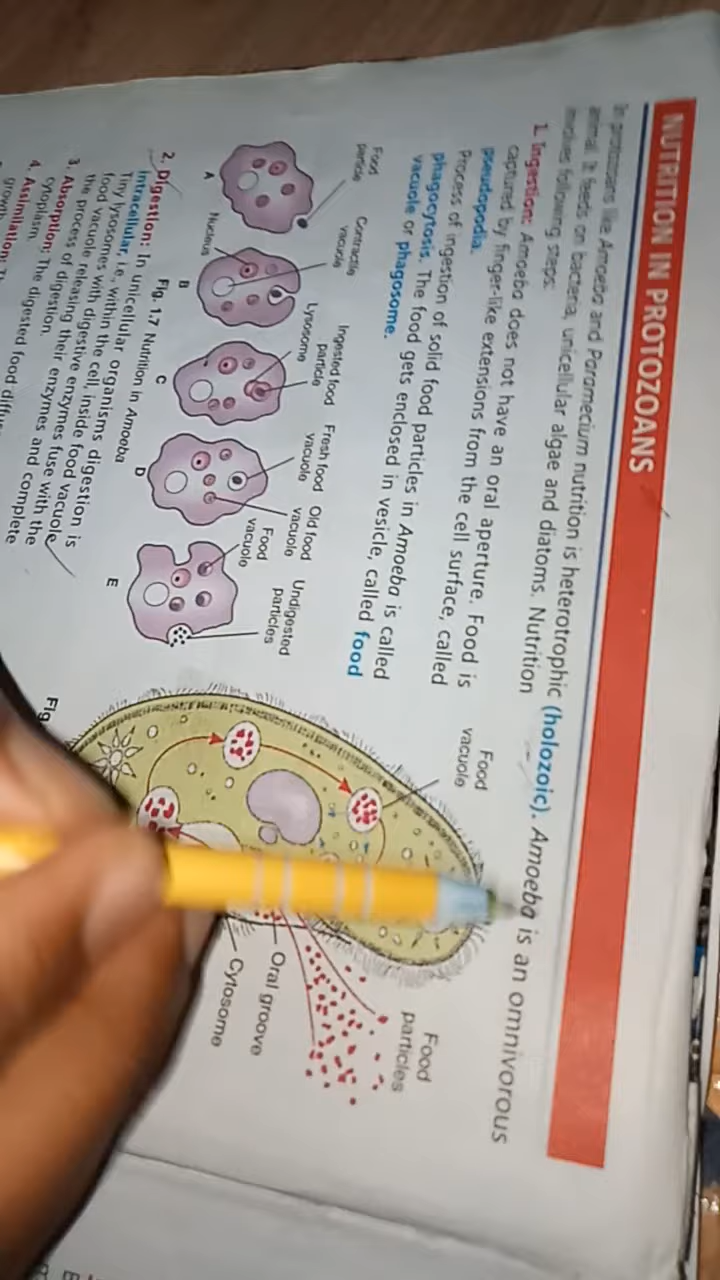 NUTRITION IN PROTOZOANS
In protozoans like Amoeba and Paramecium nutrition is heterotrophic (holozoic). Amoeba is an omnivorous
animal. It feeds on bacteria, unicellular algae and diatoms. Nutrition
involves following steps:
1. Ingestion: Amoeba does not have an oral aperture. Food is
captured by finger-like extensions from the cell surface, called
pseudopodia.
Process of ingestion of solid food particles in Amoeba is called
phagocytosis. The food gets enclosed in vesicle, called food
vacuole or phagosome.
Food
particle
Contractile
vacuole
Ingested food
particle
Lysosome
Fresh food
vacuole
Old food
vacuole
Food
vacuole
Undigested
particles
Nucleus
A
B
C
D
E
Fig. 1.7 Nutrition in Amoeba
2. Digestion: In unicellular organisms digestion is
intracellular, i.e., within the cell, inside food vacuole.
Tiny lysosomes with digestive enzymes fuse with the
food vacuole releasing their enzymes and complete
the process of digestion.
3. Absorption: The digested food
cytoplasm.
4. Assimilation:
growth
Food
vacuole
Food
particles
Oral groove
Cytosome
Fig